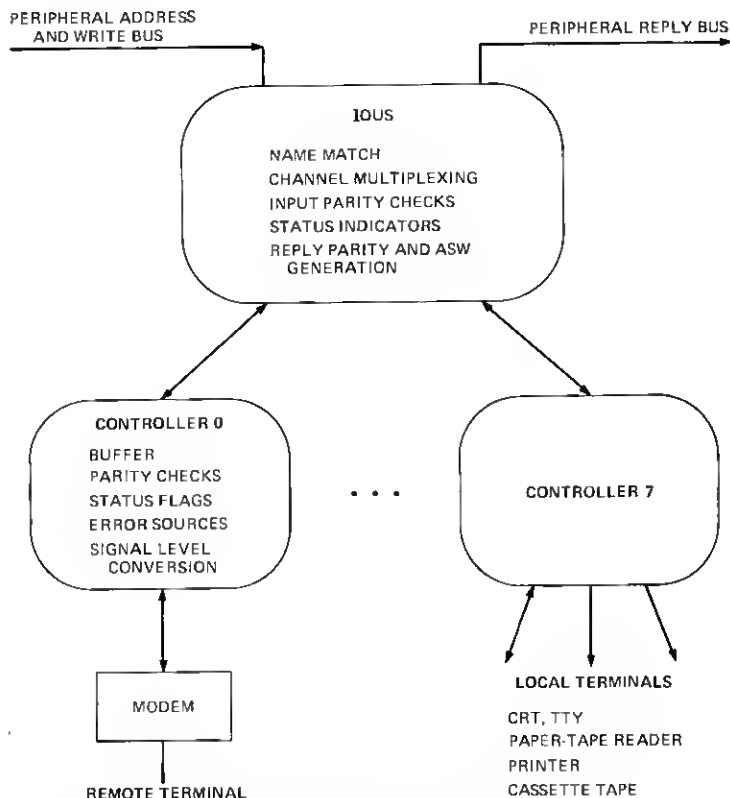 PERIPHERAL ADDRESS
AND WRITE BUS
PERIPHERAL REPLY BUS
IOUS
NAME MATCH
CHANNEL MULTIPLEXING
INPUT PARITY CHECKS
STATUS INDICATORS
REPLY PARITY AND ASW
GENERATION
CONTROLLER 0
BUFFER
PARITY CHECKS
STATUS FLAGS
ERROR SOURCES
SIGNAL LEVEL
CONVERSION
. . .
CONTROLLER 7
MODEM
REMOTE TERMINAL
LOCAL TERMINALS
CRT, TTY
PAPER-TAPE READER
PRINTER
CASSETTE TAPE